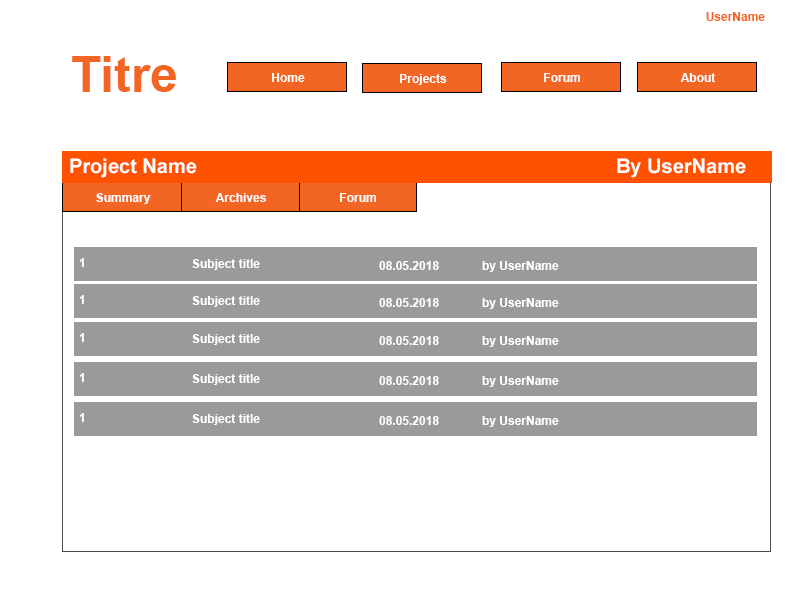 UserName
Titre
Home Projects Forum About
Project Name By UserName
Summary Archives Forum
1 Subject title 08.05.2018 by UserName
1 Subject title 08.05.2018 by UserName
1 Subject title 08.05.2018 by UserName
1 Subject title 08.05.2018 by UserName
1 Subject title 08.05.2018 by UserName